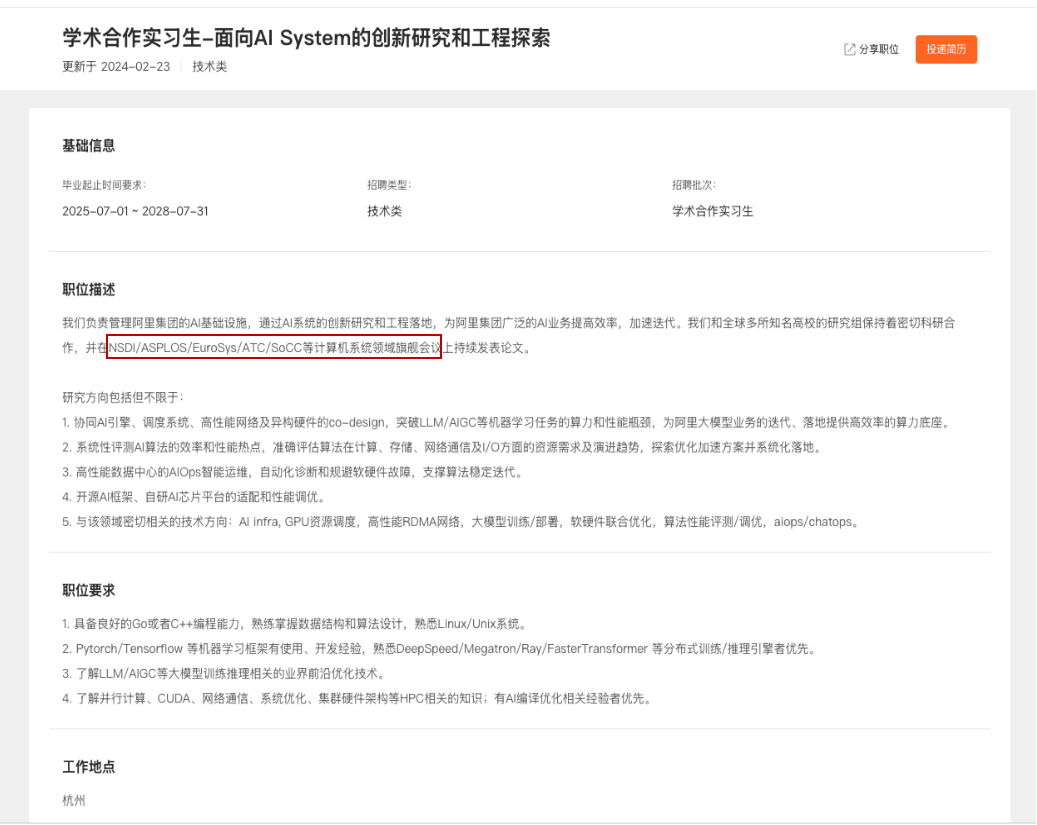 学术合作实习生–面向AI System的创新研究和工程探索
更新于 2024–02–23 技术类
分享职位
投递简历
基础信息
毕业起止时间要求:
招聘类型:
招聘批次:
2025–07–01 ~ 2028–07–31
技术类
学术合作实习生
职位描述
我们负责管理阿里集团的AI基础设施，通过AI系统的创新研究和工程落地，为阿里集团广泛的AI业务提高效率，加速迭代。我们和全球多所知名高校的研究组保持着密切科研合
作，并在NSDI/ASPLOS/EuroSys/ATC/SoCC等计算机系统领域旗舰会议上持续发表论文。
研究方向包括但不限于：
1. 协同AI引擎、调度系统、高性能网络及异构硬件的co–design，突破LLM/AIGC等机器学习任务的算力和性能瓶颈，为阿里大模型业务的迭代、落地提供高效率的算力底座。
2. 系统性评测AI算法的效率和性能热点，准确评估算法在计算、存储、网络通信及I/O方面的资源需求及演进趋势，探索优化加速方案并系统化落地。
3. 高性能数据中心的AIOps智能运维，自动化诊断和规避软硬件故障，支撑算法稳定迭代。
4. 开源AI框架、自研AI芯片平台的适配和性能调优。
5. 与该领域密切相关的技术方向：AI infra, GPU资源调度，高性能RDMA网络，大模型训练/部署，软硬件联合优化，算法性能评测/调优，aiops/chatops。
职位要求
1. 具备良好的Go或者C++编程能力，熟练掌握数据结构和算法设计，熟悉Linux/Unix系统。
2. Pytorch/Tensorflow 等机器学习框架有使用、开发经验，熟悉DeepSpeed/Megatron/Ray/FasterTransformer 等分布式训练/推理引擎者优先。
3. 了解LLM/AIGC等大模型训练推理相关的业界前沿优化技术。
4. 了解并行计算、CUDA、网络通信、系统优化、集群硬件架构等HPC相关的知识；有AI编译优化相关经验者优先。
工作地点
杭州